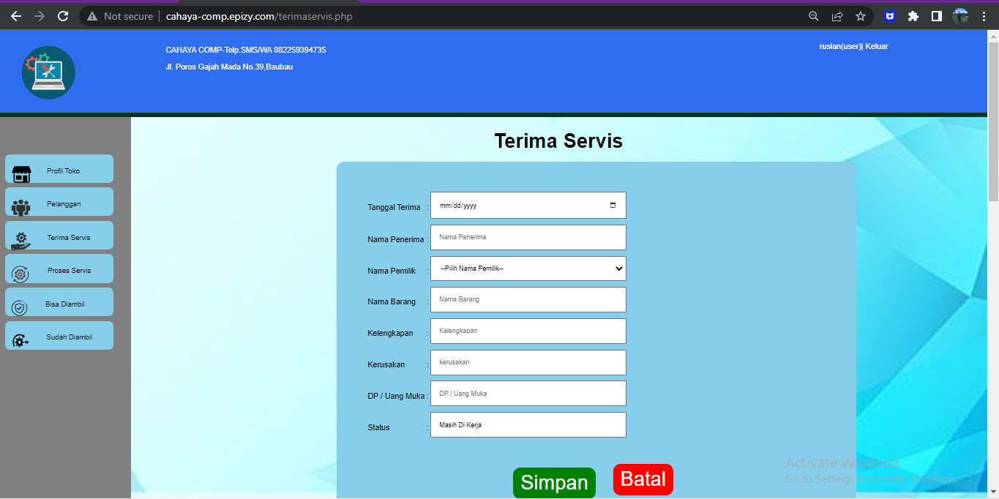 Not secure | cahaya-comp.epizy.com/terimaservis.php
CAHAYA COMP-Telp.SMS/WA 082259394735
Jl. Poros Gajah Mada No.39,Baubau
ruslan(user)| Keluar
Profil Toko
Pelanggan
Terima Servis
Proses Servis
Bisa Diambil
Sudah Diambil
Terima Servis
Tanggal Terima : mm/dd/yyyy
Nama Penerima : Nama Penerima
Nama Pemilik : --Pilih Nama Pemilik--
Nama Barang : Nama Barang
Kelengkapan : Kelengkapan
Kerusakan : kerusakan
DP / Uang Muka : DP / Uang Muka
Status : Masih Di Kerja
Simpan Batal
Activate Windows
Go to Settings to activate Windows.